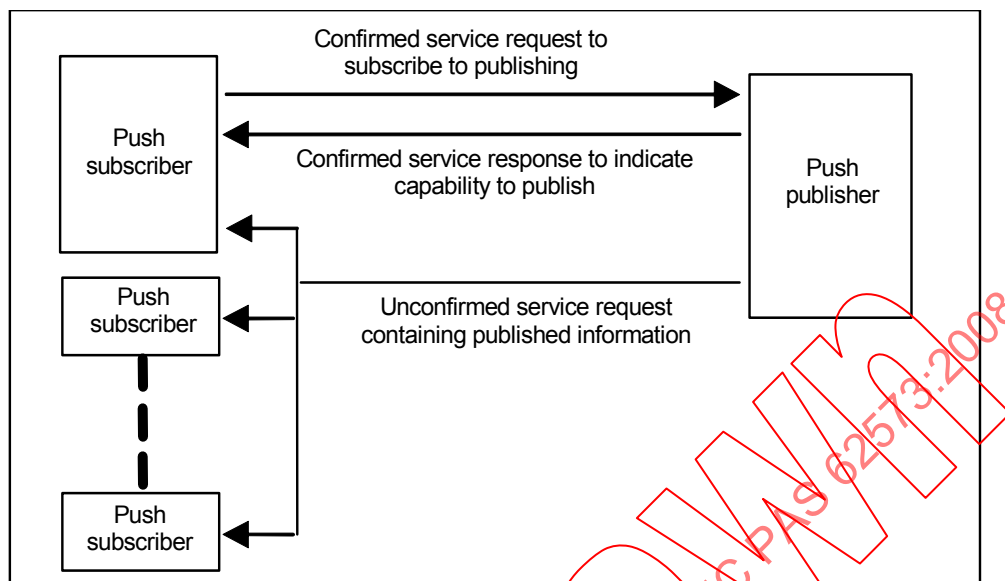 Confirmed service request to
subscribe to publishing
Push
subscriber
Confirmed service response to indicate
capability to publish
Push
publisher
Unconfirmed service request
containing published information
Push
subscriber
Push
subscriber
C PAS 62573:2008